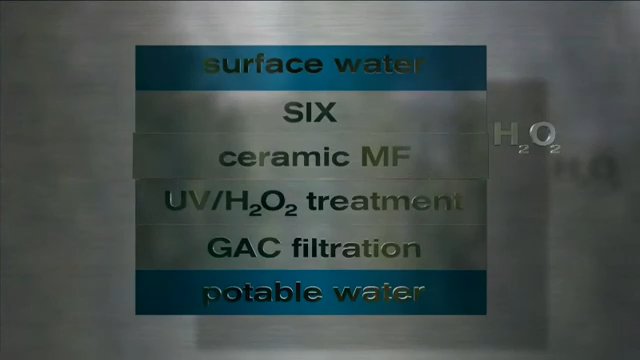 surface water
SIX
H₂O₂
ceramic MF
UV/H₂O₂ treatment
GAC filtration
potable water